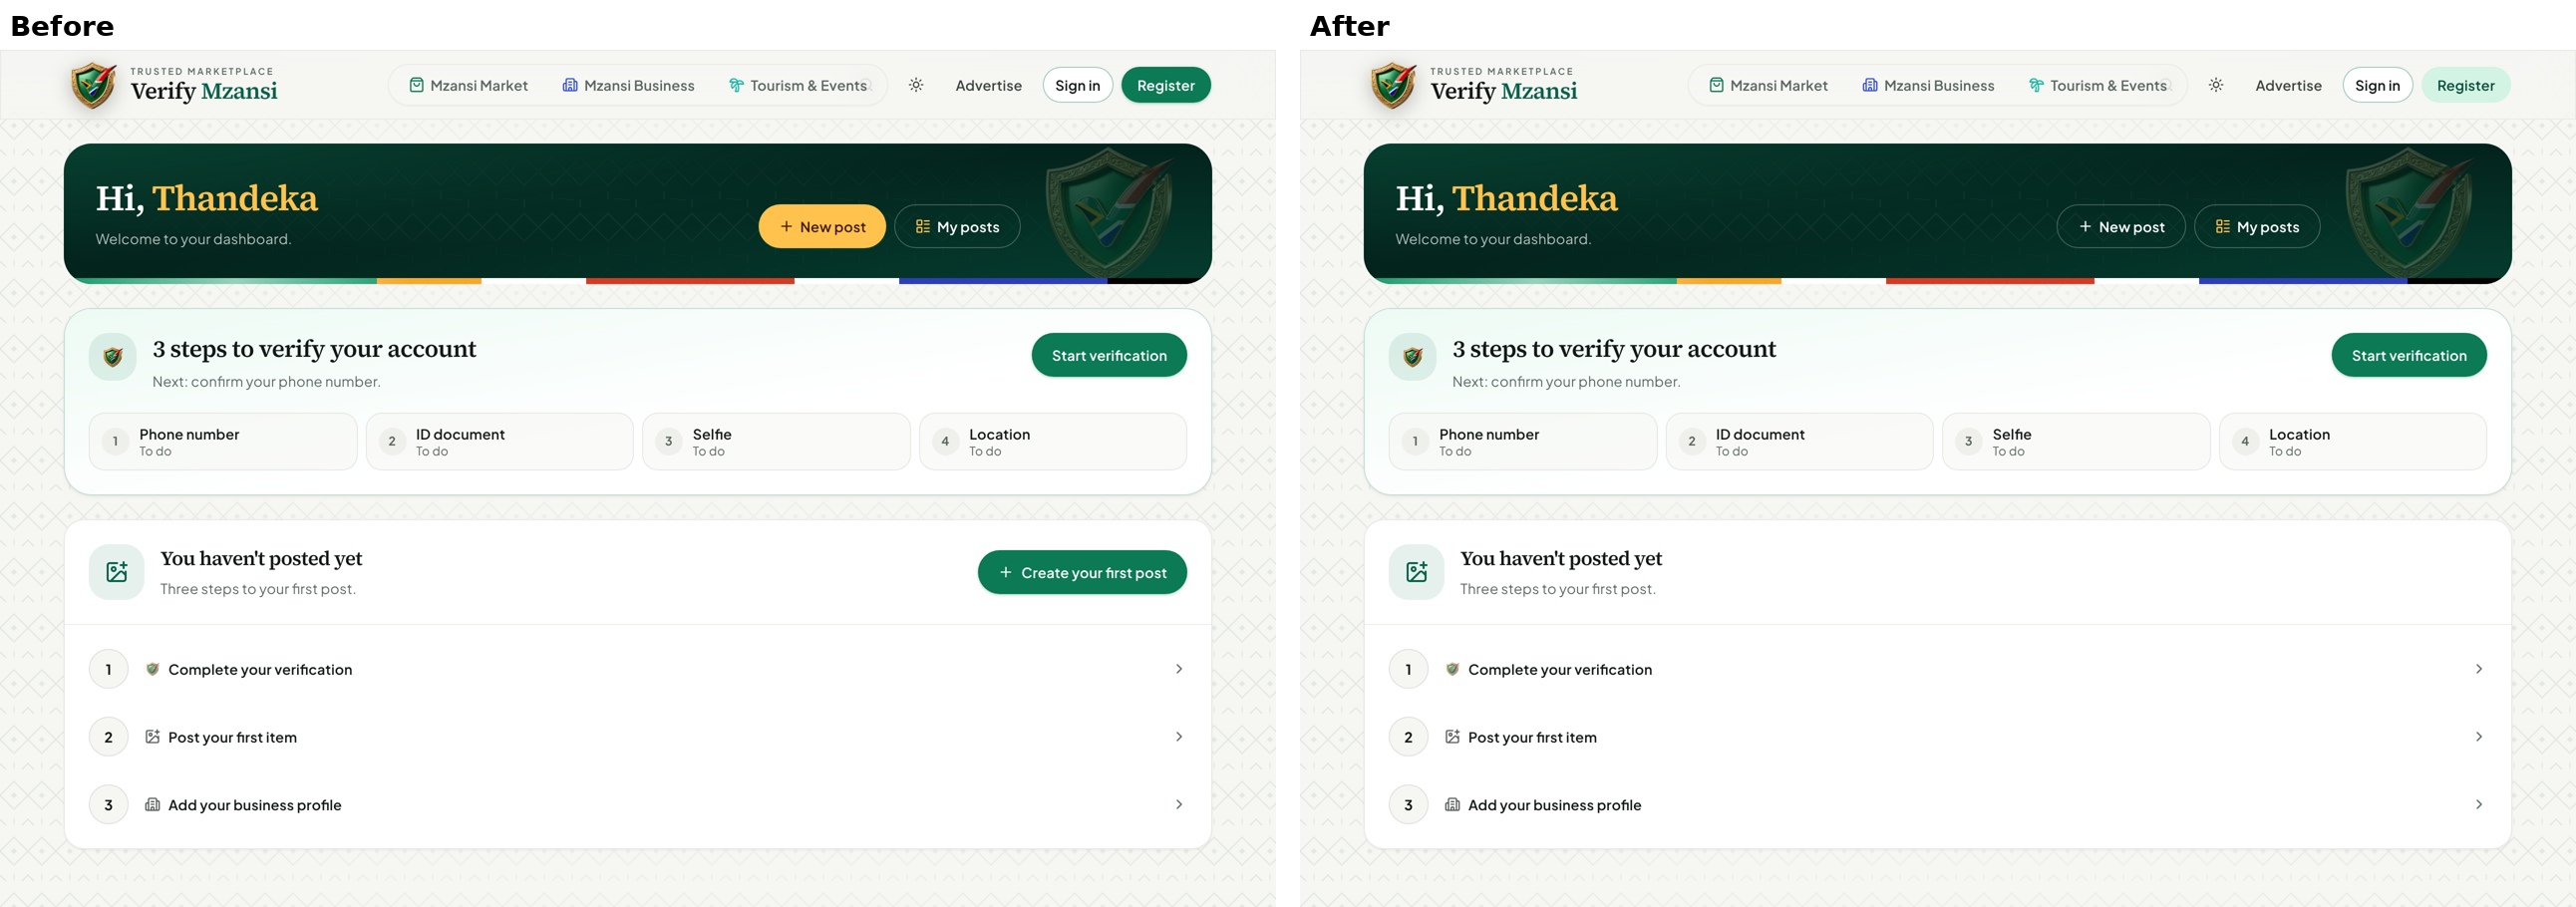 Before
TRUSTED MARKETPLACE
Verify Mzansi
Mzansi Market
Mzansi Business
Tourism & Events
Advertise
Sign in
Register
Hi, Thandeka
Welcome to your dashboard.
New post
My posts
3 steps to verify your account
Next: confirm your phone number.
Start verification
1
Phone number
To do
2
ID document
To do
3
Selfie
To do
4
Location
To do
You haven't posted yet
Three steps to your first post.
Create your first post
1
Complete your verification
2
Post your first item
3
Add your business profile
After
TRUSTED MARKETPLACE
Verify Mzansi
Mzansi Market
Mzansi Business
Tourism & Events
Advertise
Sign in
Register
Hi, Thandeka
Welcome to your dashboard.
New post
My posts
3 steps to verify your account
Next: confirm your phone number.
Start verification
1
Phone number
To do
2
ID document
To do
3
Selfie
To do
4
Location
To do
You haven't posted yet
Three steps to your first post.
1
Complete your verification
2
Post your first item
3
Add your business profile